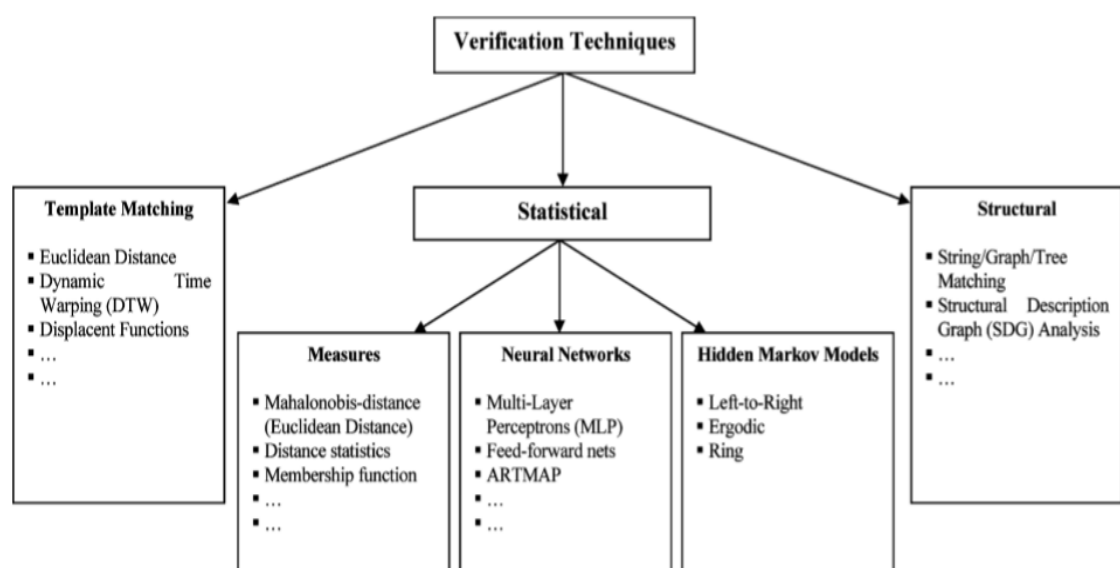 Verification Techniques
Template Matching
▪ Euclidean Distance
▪ Dynamic Time
Warping (DTW)
▪ Displacent Functions
▪ …
▪ …
Statistical
Measures
▪ Mahalonobis-distance
(Euclidean Distance)
▪ Distance statistics
▪ Membership function
▪ …
▪ …
Neural Networks
▪ Multi-Layer
Perceptrons (MLP)
▪ Feed-forward nets
▪ ARTMAP
▪ …
▪ …
Hidden Markov Models
▪ Left-to-Right
▪ Ergodic
▪ Ring
Structural
▪ String/Graph/Tree
Matching
▪ Structural Description
Graph (SDG) Analysis
▪ …
▪ …